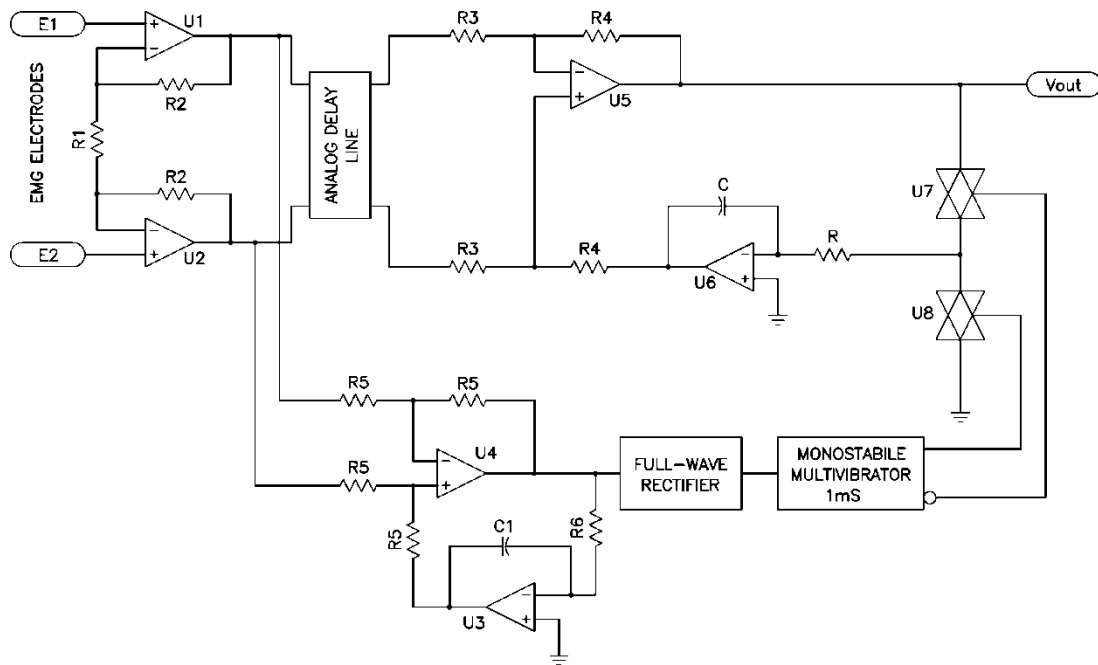 E1
U1
R3
R4
EMG ELECTRODES
R2
R1
ANALOG DELAY
LINE
U5
Vout
R2
C
U7
E2
U2
R3
R4
U6
R
U8
R5
R5
U4
R5
FULL-WAVE
RECTIFIER
MONOSTABILE
MULTIVIBRATOR
1mS
R5
C1
R6
U3
+
-
-
+
-
+
-
+
-
+
-
+